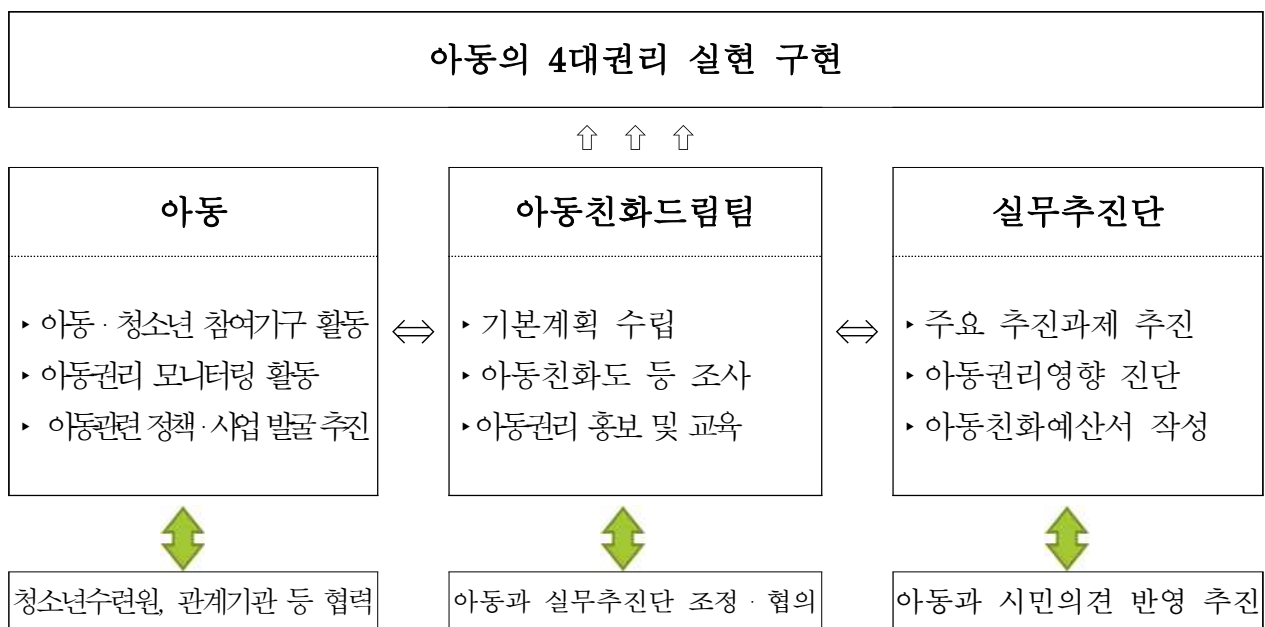 아동의 4대권리 실현 구현
⇧ ⇧ ⇧
아동
‣ 아동·청소년 참여기구 활동
‣ 아동권리 모니터링 활동
‣ 아동관련 정책·사업 발굴 추진
⇔
아동친화드림팀
‣ 기본계획 수립
‣ 아동친화도 등 조사
‣ 아동권리 홍보 및 교육
⇔
실무추진단
‣ 주요 추진과제 추진
‣ 아동권리영향 진단
‣ 아동친화예산서 작성
청소년수련원, 관계기관 등 협력
아동과 실무추진단 조정·협의
아동과 시민의견 반영 추진